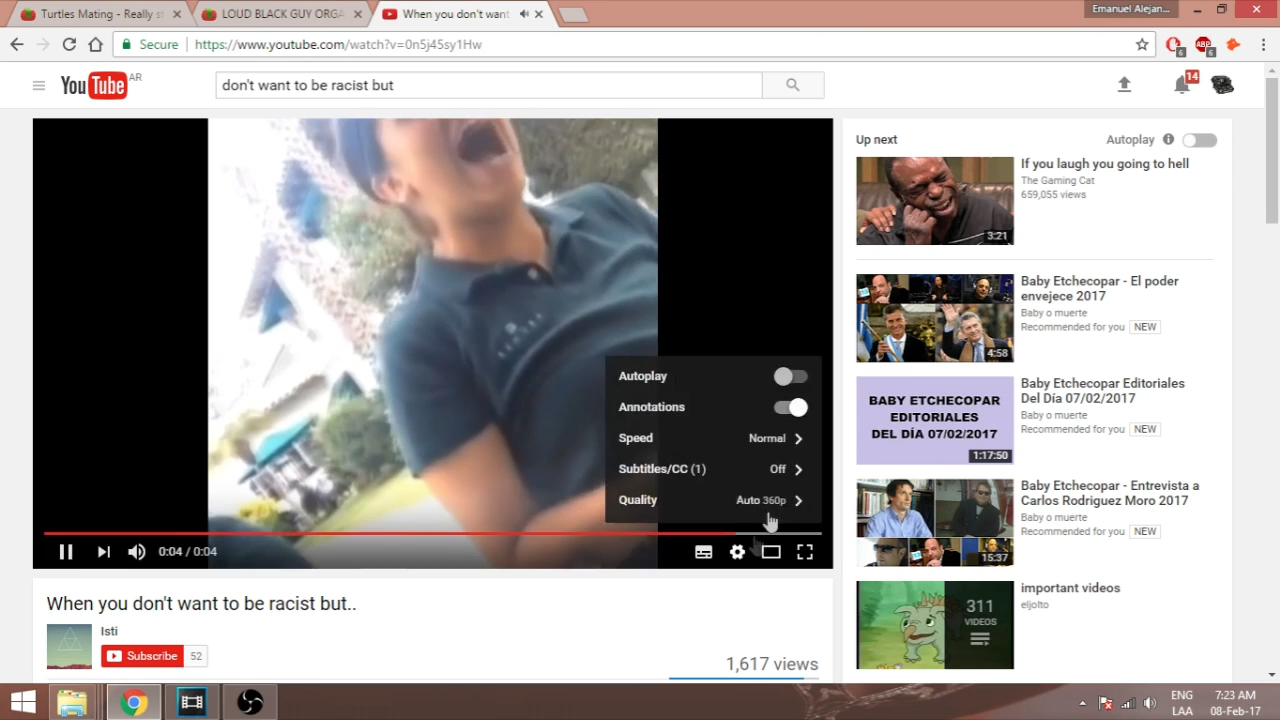 Turtles Mating - Really st
LOUD BLACK GUY ORGA
When you don't want
Emanuel Alejan...
Secure
https://www.youtube.com/watch?v=0n5j45sy1Hw
6
6
YouTube AR
don't want to be racist but
14
Up next
Autoplay
If you laugh you going to hell
The Gaming Cat
659,055 views
3:21
Baby Etchecopar - El poder
envejece 2017
Baby o muerte
Recommended for you NEW
4:58
Autoplay
Annotations
Speed Normal
Subtitles/CC (1) Off
Quality Auto 360p
BABY ETCHECOPAR
EDITORIALES
DEL DÍA 07/02/2017
1:17:50
Baby Etchecopar Editoriales
Del Día 07/02/2017
Baby o muerte
Recommended for you NEW
Baby Etchecopar - Entrevista a
Carlos Rodriguez Moro 2017
Baby o muerte
Recommended for you NEW
15:37
0:04 / 0:04
important videos
eljolto
311
VIDEOS
When you don't want to be racist but..
Isti
Subscribe 52
1,617 views
ENG
LAA
7:23 AM
08-Feb-17